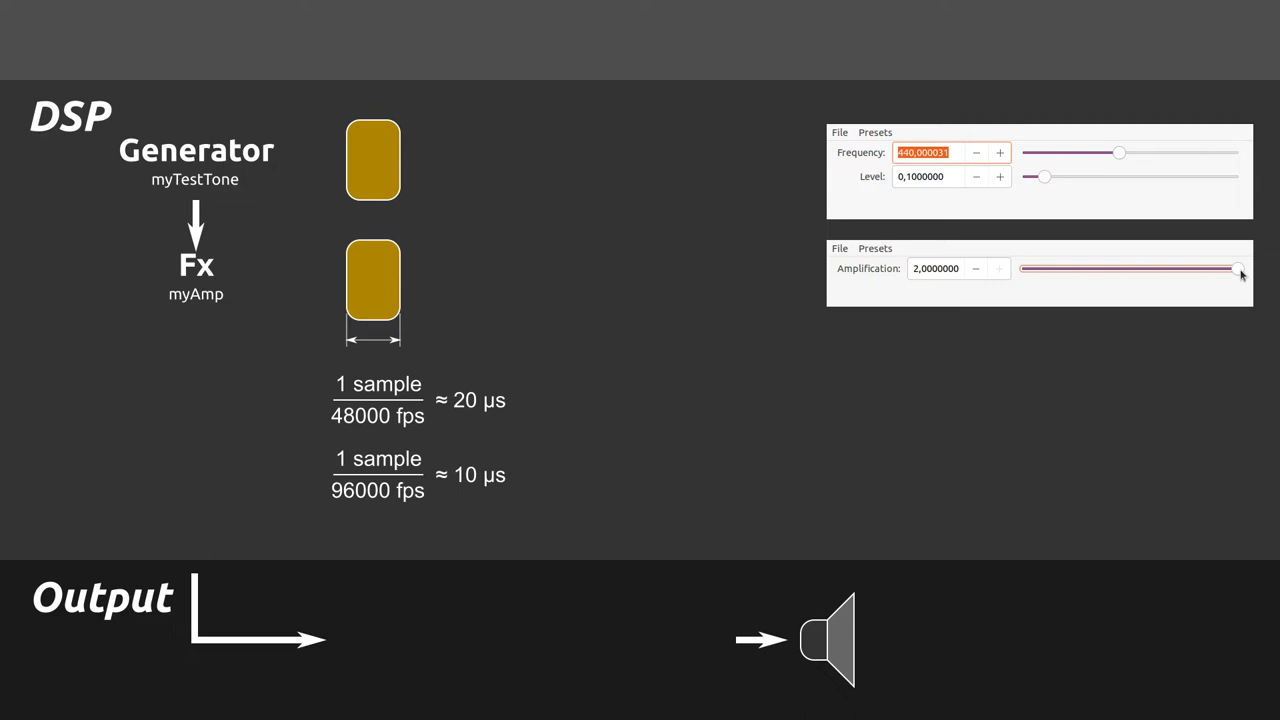 DSP
Generator
myTestTone
Fx
myAmp
1 sample
48000 fps
≈ 20 µs
1 sample
96000 fps
≈ 10 µs
File Presets
Frequency: 440,000031 − +
Level: 0,1000000 − +
File Presets
Amplification: 2,0000000 − +
Output